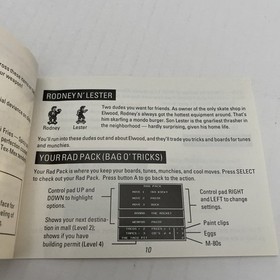 RODNEY N' LESTER
Two dudes you want for friends. As owner of the only skate shop in
Elwood, Rodney's always got the hottest equipment around.
That's him skarfing a mondo burger. Son Lester is the gnarliest thrasher in
the neighborhood — hardly surprising, given his home life.
Rodney Lester
You'll run into these dudes out and about Elwood, and they'll trade you tricks and boards for tunes
and munchies.
YOUR RAD PACK (BAG O'TRICKS)
Your Rad Pack is where you keep your boards, tunes, munchies, and cool moves. Press SELECT
to check out your Rad Pack. Press button A to go back to the action.
Control pad UP and
DOWN to highlight
options.
Control pad RIGHT
and LEFT to change
settings.
Shows your next destina-
tion in mall (Level 2);
shows if you have
building pass (Level 4)
Paint clips
Eggs
M-80s
10